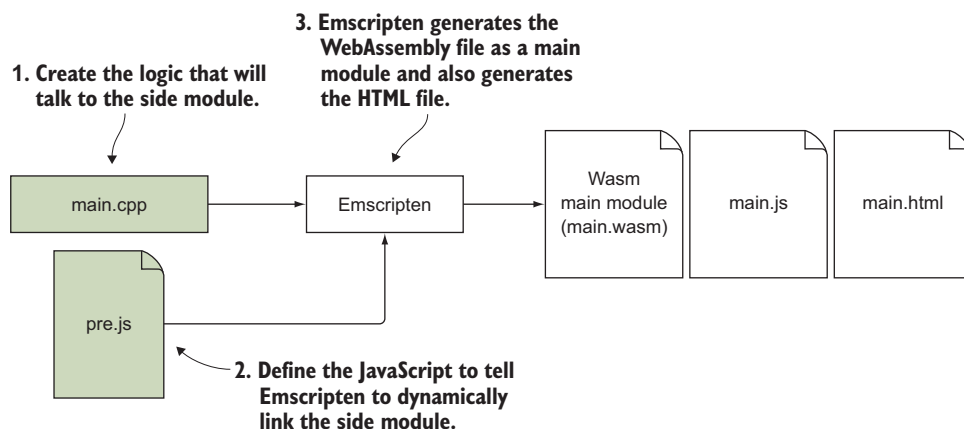 3. Emscripten generates the
WebAssembly file as a main
module and also generates
the HTML file.
1. Create the logic that will
talk to the side module.
main.cpp
Emscripten
Wasm
main module
(main.wasm)
main.js
main.html
pre.js
2. Define the JavaScript to tell
Emscripten to dynamically
link the side module.